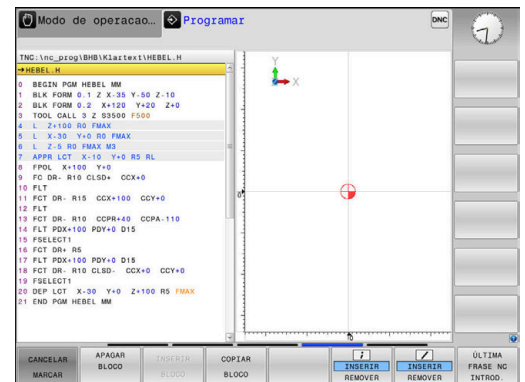 Modo de operacao... Programar DNC
TNC:\nc_prog\BHB\Klartext\HEBEL.H
→HEBEL.H
0 BEGIN PGM HEBEL MM
1 BLK FORM 0.1 Z X-35 Y-50 Z-10
2 BLK FORM 0.2 X+120 Y+20 Z+0
3 TOOL CALL 3 Z S3500 F500
4 L Z+100 R0 FMAX
5 L X-30 Y+0 R0 FMAX
6 L Z-5 R0 FMAX M3
7 APPR LCT X-10 Y+0 R5 RL
8 FPOL X+100 Y+0
9 FC DR- R10 CLSD+ CCX+0
10 FLT
11 FCT DR- R15 CCX+100 CCY+0
12 FLT
13 FCT DR- R10 CCPR+40 CCPA-110
14 FLT PDX+100 PDY+0 D15
15 FSELECT1
16 FCT DR+ R5
17 FLT PDX+100 PDY+0 D15
18 FCT DR- R10 CLSD- CCX+0 CCY+0
19 FSELECT1
20 DEP LCT X-30 Y+0 Z+100 R5 FMAX
21 END PGM HEBEL MM
Y
X
0
0
CANCELAR
MARCAR
APAGAR
BLOCO
INSERIR
BLOCO
COPIAR
BLOCO
INSERIR
REMOVER
INSERIR
REMOVER
ÚLTIMA
FRASE NC
INTROD.